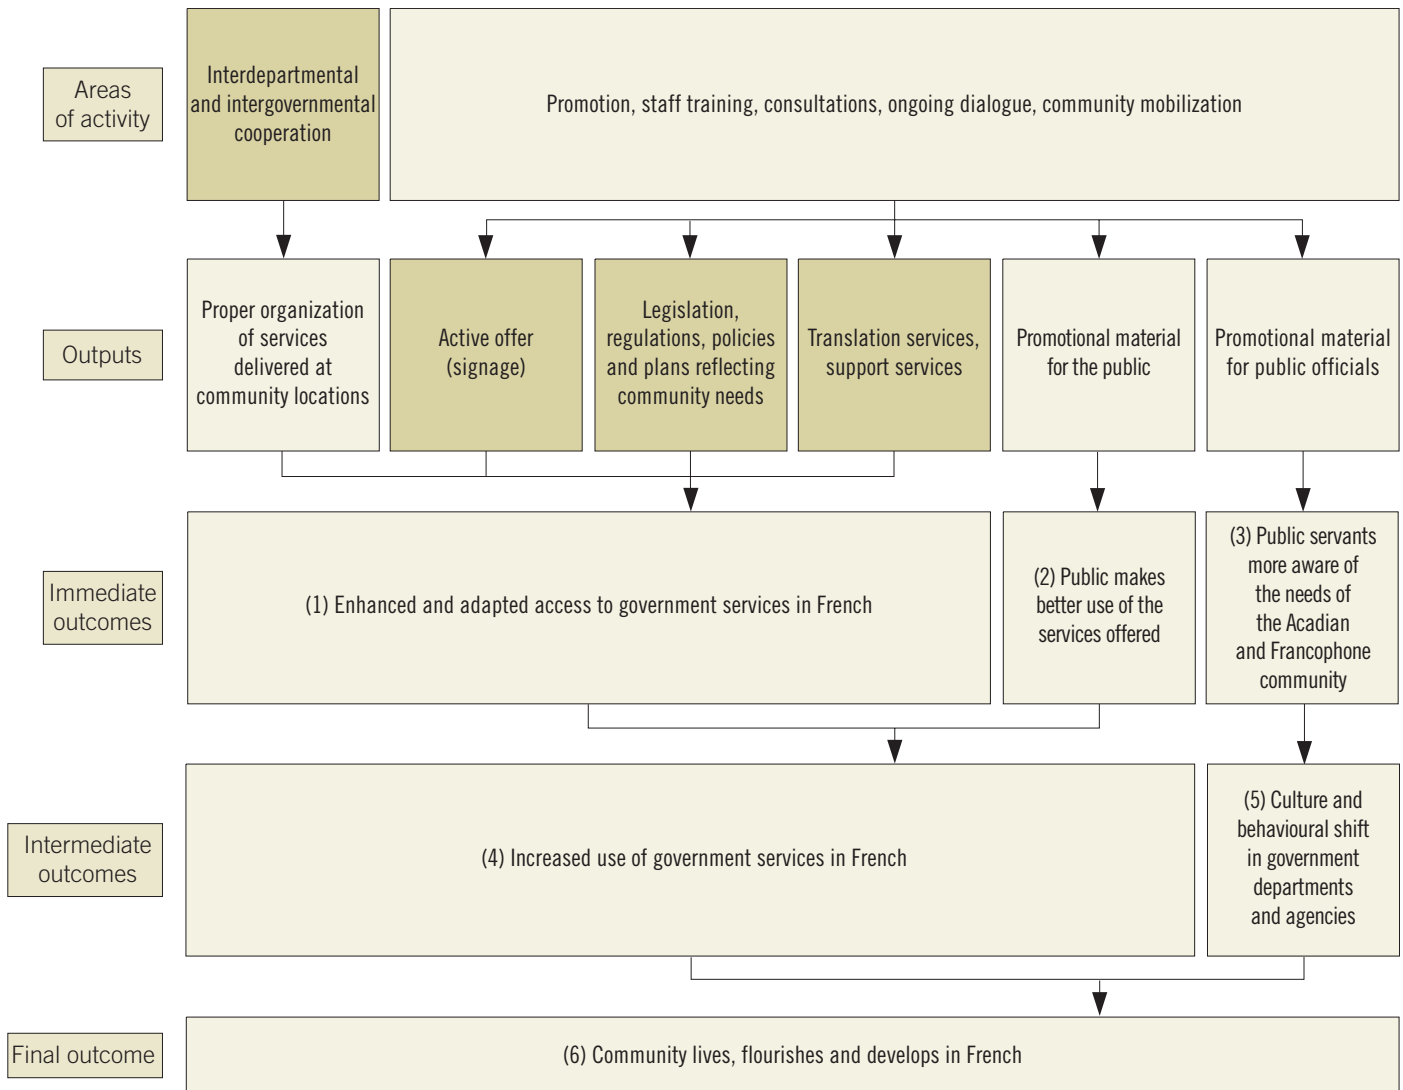 Areas
of activity
Interdepartmental
and intergovernmental
cooperation
Promotion, staff training, consultations, ongoing dialogue, community mobilization
Outputs
Proper organization
of services
delivered at
community locations
Active offer
(signage)
Legislation,
regulations, policies
and plans reflecting
community needs
Translation services,
support services
Promotional material
for the public
Promotional material
for public officials
Immediate
outcomes
(1) Enhanced and adapted access to government services in French
(2) Public makes
better use of the
services offered
(3) Public servants
more aware of
the needs of
the Acadian
and Francophone
community
Intermediate
outcomes
(4) Increased use of government services in French
(5) Culture and
behavioural shift
in government
departments
and agencies
Final outcome
(6) Community lives, flourishes and develops in French